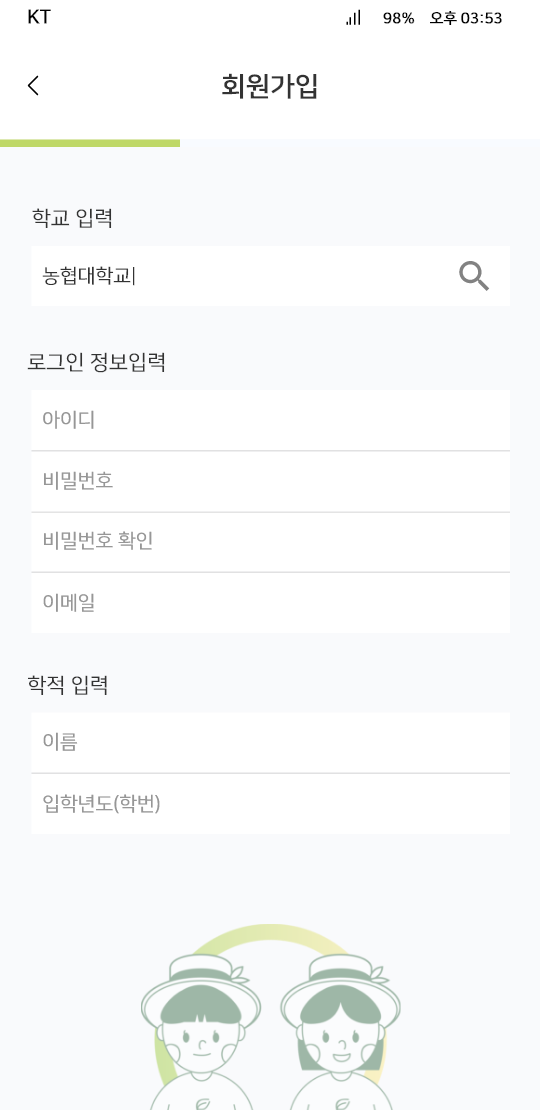 KT 98% 오후 03:53
회원가입
학교 입력
농협대학교
로그인 정보입력
아이디
비밀번호
비밀번호 확인
이메일
학적 입력
이름
입학년도(학번)